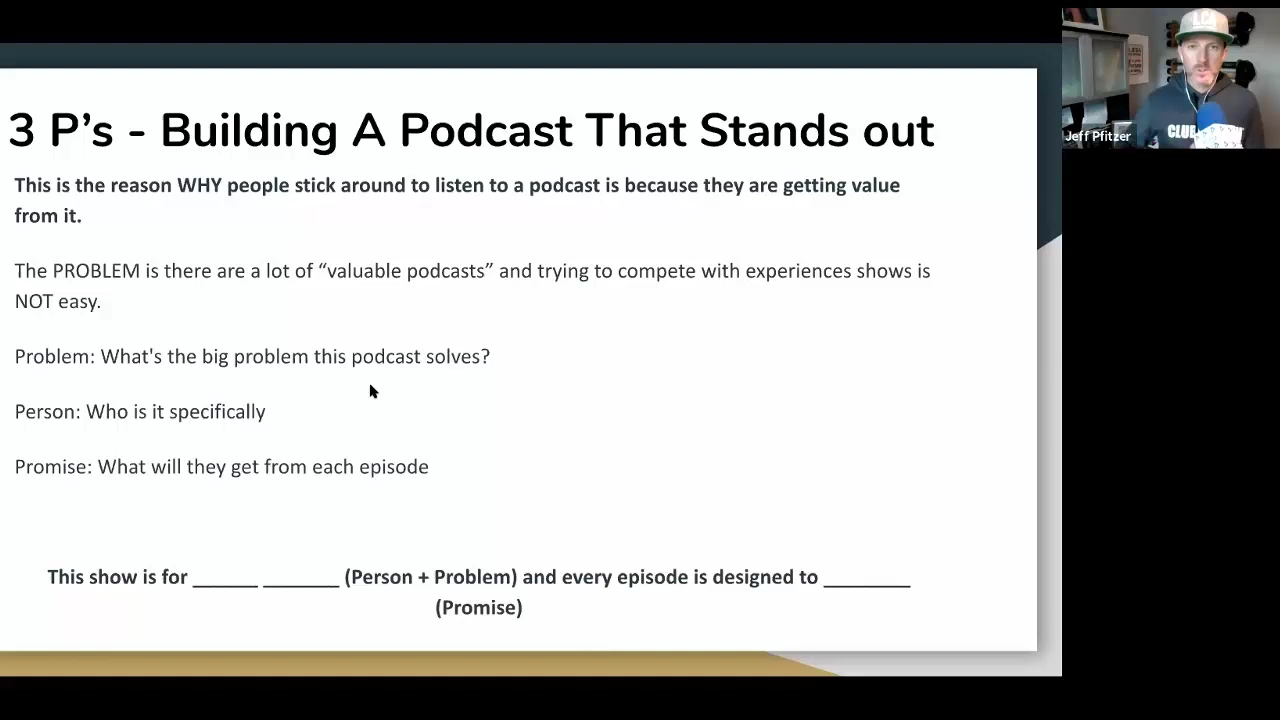 3 P’s - Building A Podcast That Stands out
This is the reason WHY people stick around to listen to a podcast is because they are getting value
from it.
The PROBLEM is there are a lot of “valuable podcasts” and trying to compete with experiences shows is
NOT easy.
Problem: What's the big problem this podcast solves?
Person: Who is it specifically
Promise: What will they get from each episode
This show is for ______ _______ (Person + Problem) and every episode is designed to ________
(Promise)
Jeff Pfitzer